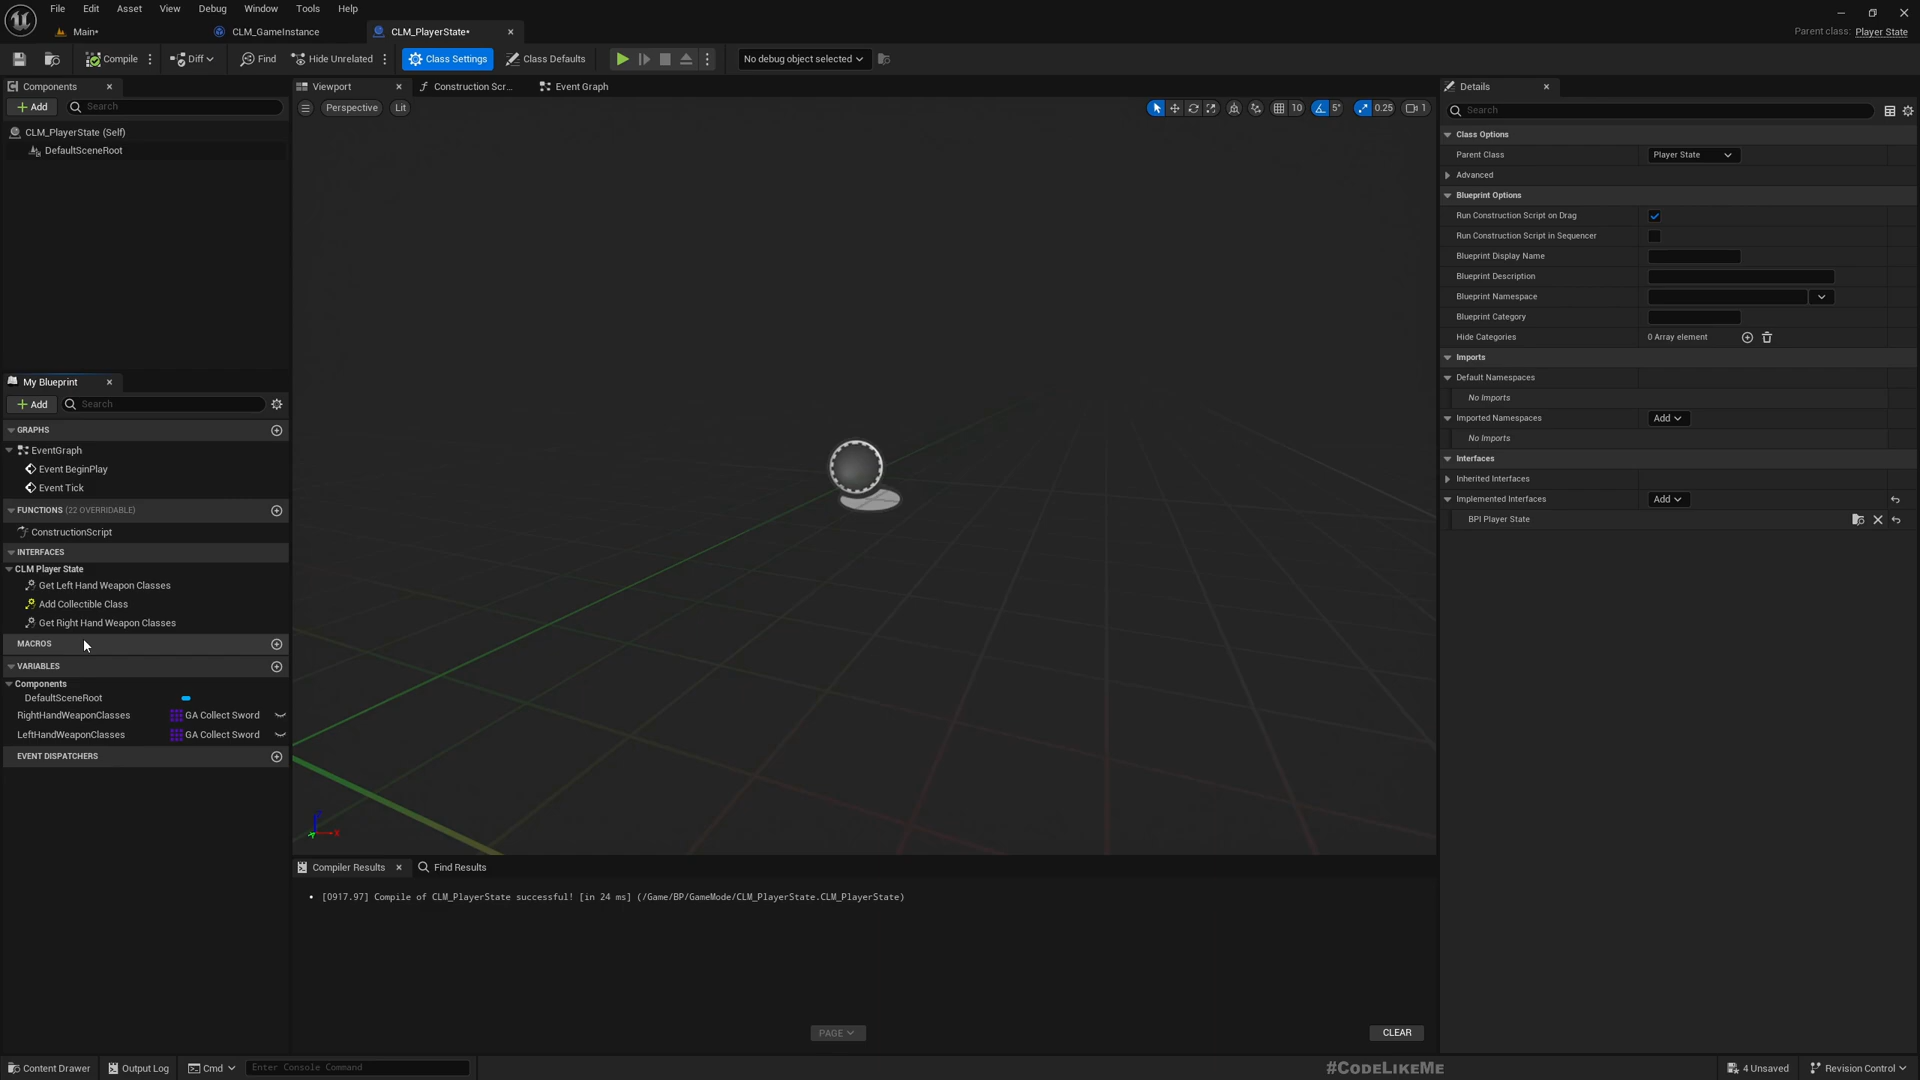 File Edit Asset View Debug Window Tools Help
Main* CLM_GameInstance CLM_PlayerState*
Parent class: Player State
Compile Diff Find Hide Unrelated Class Settings Class Defaults No debug object selected
Components
Add Search
CLM_PlayerState (Self)
DefaultSceneRoot
My Blueprint
Add Search
GRAPHS
EventGraph
Event BeginPlay
Event Tick
FUNCTIONS (22 OVERRIDABLE)
ConstructionScript
INTERFACES
CLM Player State
Get Left Hand Weapon Classes
Add Collectible Class
Get Right Hand Weapon Classes
MACROS
VARIABLES
Components
DefaultSceneRoot
RightHandWeaponClasses GA Collect Sword
LeftHandWeaponClasses GA Collect Sword
EVENT DISPATCHERS
Viewport Construction Scr... Event Graph
Perspective Lit 10 5° 0.25 1
X
Compiler Results Find Results
[0917.97] Compile of CLM_PlayerState successful! [in 24 ms] (/Game/BP/GameMode/CLM_PlayerState.CLM_PlayerState)
PAGE CLEAR
Details
Search
Class Options
Parent Class Player State
Advanced
Blueprint Options
Run Construction Script on Drag
Run Construction Script in Sequencer
Blueprint Display Name
Blueprint Description
Blueprint Namespace
Blueprint Category
Hide Categories 0 Array element
Imports
Default Namespaces
No Imports
Imported Namespaces Add
No Imports
Interfaces
Inherited Interfaces
Implemented Interfaces Add
BPI Player State
Content Drawer Output Log Cmd Enter Console Command #CODELIKEME 4 Unsaved Revision Control